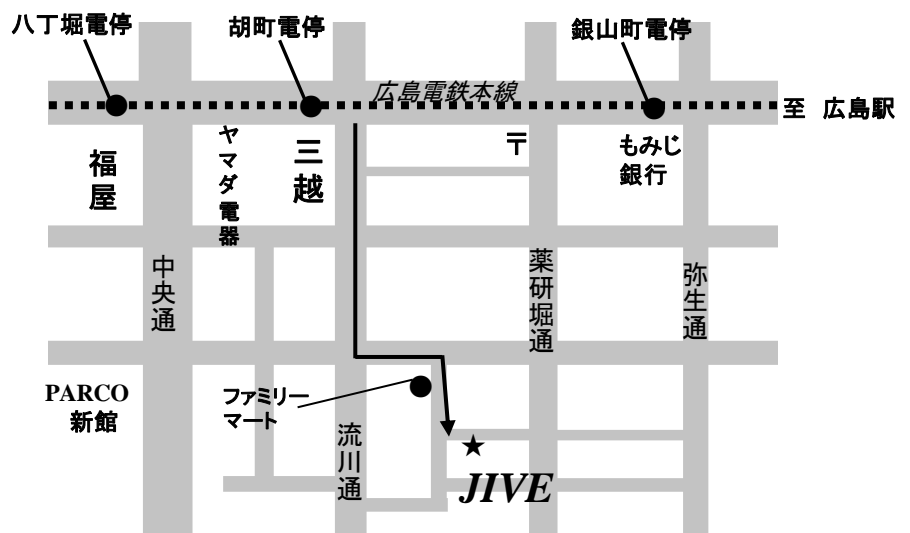 八丁堀電停
胡町電停
銀山町電停
広島電鉄本線
至 広島駅
ヤマダ電器
三越
〒
もみじ
銀行
福屋
中央通
薬研堀通
弥生通
PARCO
新館
ファミリー
マート
流川通
★
JIVE